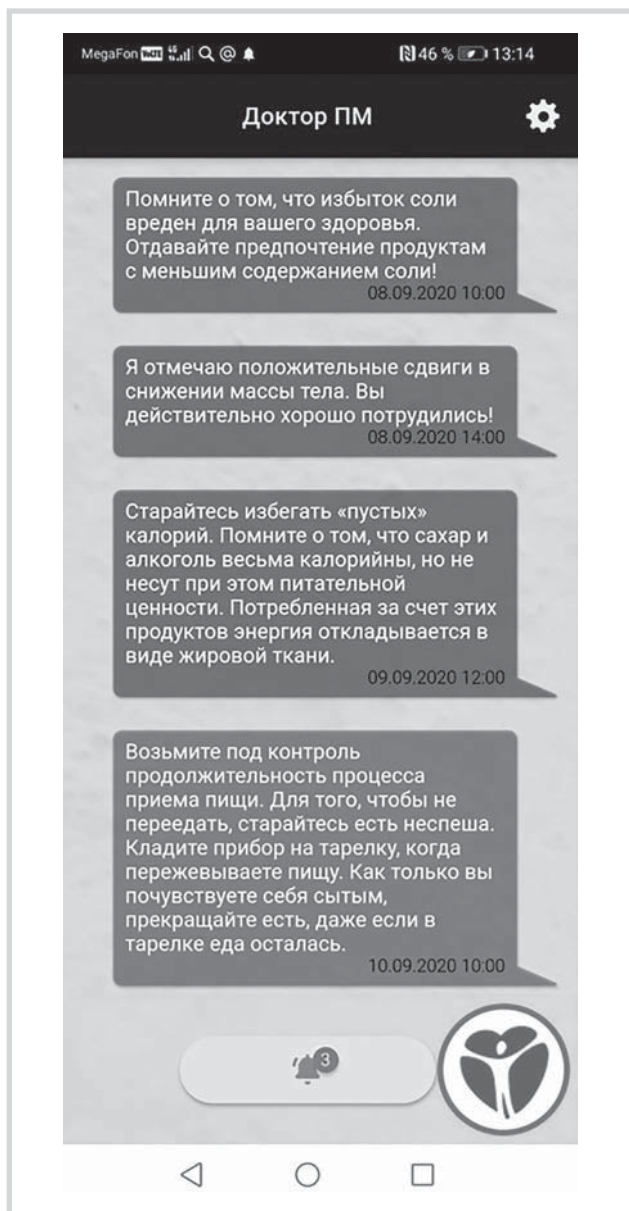 MegaFon VoLTE 46 % 13:14
Доктор ПМ
Помните о том, что избыток соли
вреден для вашего здоровья.
Отдавайте предпочтение продуктам
с меньшим содержанием соли!
08.09.2020 10:00
Я отмечаю положительные сдвиги в
снижении массы тела. Вы
действительно хорошо потрудились!
08.09.2020 14:00
Старайтесь избегать «пустых»
калорий. Помните о том, что сахар и
алкоголь весьма калорийны, но не
несут при этом питательной
ценности. Потребленная за счет этих
продуктов энергия откладывается в
виде жировой ткани.
09.09.2020 12:00
Возьмите под контроль
продолжительность процесса
приема пищи. Для того, чтобы не
переедать, старайтесь есть неспеша.
Кладите прибор на тарелку, когда
пережевываете пищу. Как только вы
почувствуете себя сытым,
прекращайте есть, даже если в
тарелке еда осталась.
10.09.2020 10:00
3